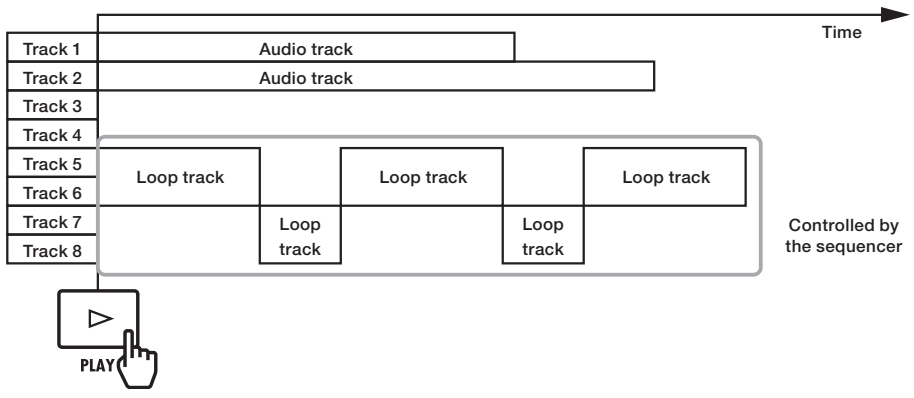 Time
Track 1 Audio track
Track 2 Audio track
Track 3
Track 4
Track 5
Loop track Loop track Loop track
Track 6
Track 7
Loop Loop
track track
Track 8
Controlled by
the sequencer
PLAY